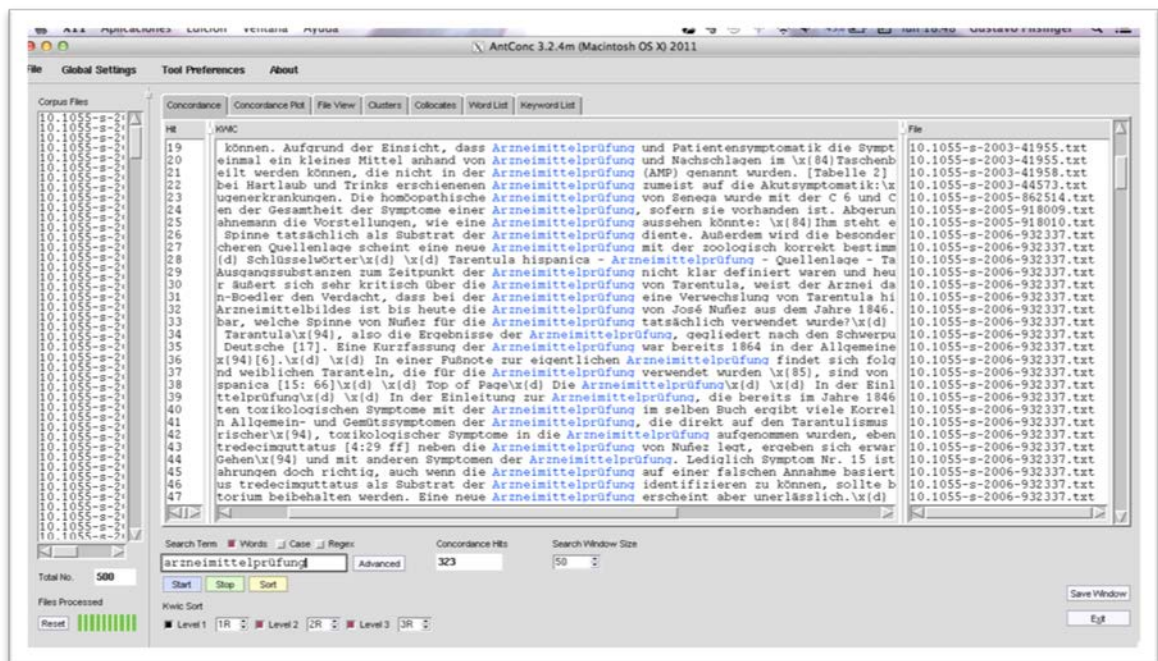 X11 Aplicaciones Edición Ventana Ayuda
AntConc 3.2.4m (Macintosh OS X) 2011
File Global Settings Tool Preferences About
Corpus Files
10.1055-s-2
Concordance Concordance Plot File View Clusters Collocates Word List Keyword List
Hit KWIC File
19 können. Aufgrund der Einsicht, dass Arzneimittelprüfung und Patientensymptomatik die Sympt 10.1055-s-2003-41955.txt
20 einmal ein kleines Mittel anhand von Arzneimittelprüfung und Nachschlagen im \x{84}Taschenb 10.1055-s-2003-41955.txt
21 eilt werden können, die nicht in der Arzneimittelprüfung (AMP) genannt wurden. [Tabelle 2] 10.1055-s-2003-41958.txt
22 bei Hartlaub und Trinks erschienenen Arzneimittelprüfung zumeist auf die Akutsymptomatik:\x 10.1055-s-2003-44573.txt
23 ugenerkrankungen. Die homöopathische Arzneimittelprüfung von Senega wurde mit der C 6 und C 10.1055-s-2005-862514.txt
24 en der Gesamtheit der Symptome einer Arzneimittelprüfung, sofern sie vorhanden ist. Abgerun 10.1055-s-2005-918009.txt
25 ahnemann die Vorstellungen, wie eine Arzneimittelprüfung aussehen könnte: \x{84}Ihm steht e 10.1055-s-2005-918010.txt
26 Spinne tatsächlich als Substrat der Arzneimittelprüfung diente. Außerdem wird die besonder 10.1055-s-2006-932337.txt
27 cheren Quellenlage scheint eine neue Arzneimittelprüfung mit der zoologisch korrekt bestimm 10.1055-s-2006-932337.txt
28 {d) Schlüsselwörter\x{d) \x{d) Tarentula hispanica - Arzneimittelprüfung - Quellenlage - Ta 10.1055-s-2006-932337.txt
29 Ausgangssubstanzen zum Zeitpunkt der Arzneimittelprüfung nicht klar definiert waren und heu 10.1055-s-2006-932337.txt
30 r äußert sich sehr kritisch über die Arzneimittelprüfung von Tarentula, weist der Arznei da 10.1055-s-2006-932337.txt
31 n-Boedler den Verdacht, dass bei der Arzneimittelprüfung eine Verwechslung von Tarentula hi 10.1055-s-2006-932337.txt
32 Arzneimittelbildes ist bis heute die Arzneimittelprüfung von José Nuñez aus dem Jahre 1846. 10.1055-s-2006-932337.txt
33 bar, welche Spinne von Nuñez für die Arzneimittelprüfung tatsächlich verwendet wurde?\x{d) 10.1055-s-2006-932337.txt
34 Tarantula\x{94), also die Ergebnisse der Arzneimittelprüfung, gegliedert nach den Schwerpu 10.1055-s-2006-932337.txt
35 Deutsche [17]. Eine Kurzfassung der Arzneimittelprüfung war bereits 1864 in der Allgemeine 10.1055-s-2006-932337.txt
36 x{94)[6].\x{d) \x{d) In einer Fußnote zur eigentlichen Arzneimittelprüfung findet sich folg 10.1055-s-2006-932337.txt
37 nd weiblichen Taranteln, die für die Arzneimittelprüfung verwendet wurden \x{85), sind von 10.1055-s-2006-932337.txt
38 spanica [15: 66]\x{d) \x{d) Top of Page\x{d) Die Arzneimittelprüfung\x{d) \x{d) In der Einl 10.1055-s-2006-932337.txt
39 ttelprüfung\x{d) \x{d) In der Einleitung zur Arzneimittelprüfung, die bereits im Jahre 1846 10.1055-s-2006-932337.txt
40 ten toxikologischen Symptome mit der Arzneimittelprüfung im selben Buch ergibt viele Korrel 10.1055-s-2006-932337.txt
41 n Allgemein- und Gemütssymptomen der Arzneimittelprüfung, die direkt auf den Tarantulismus 10.1055-s-2006-932337.txt
42 rischer\x{94), toxikologischer Symptome in die Arzneimittelprüfung aufgenommen wurden, eben 10.1055-s-2006-932337.txt
43 tredecimguttatus [4:29 ff] neben die Arzneimittelprüfung von Nuñez legt, ergeben sich erwar 10.1055-s-2006-932337.txt
44 Gehen\x{94) und mit anderen Symptomen der Arzneimittelprüfung. Lediglich Symptom Nr. 15 ist 10.1055-s-2006-932337.txt
45 ahrungen doch richtig, auch wenn die Arzneimittelprüfung auf einer falschen Annahme basiert 10.1055-s-2006-932337.txt
46 us tredecimguttatus als Substrat der Arzneimittelprüfung identifizieren zu können, sollte b 10.1055-s-2006-932337.txt
47 torium beibehalten werden. Eine neue Arzneimittelprüfung erscheint aber unerlässlich.\x{d) 10.1055-s-2006-932337.txt
Search Term Words Case Regex Concordance Hits Search Window Size
arzneimittelprüfung Advanced 323 50
Total No. 500
Start Stop Sort
Files Processed
Kwic Sort
Save Window
Reset Level 1 1R Level 2 2R Level 3 3R Exit